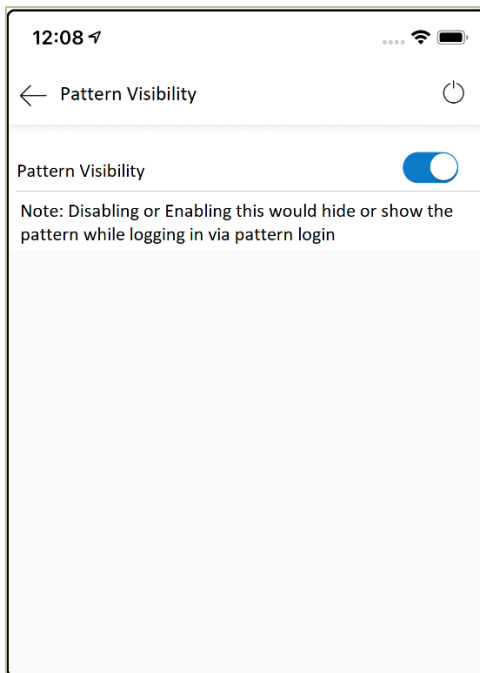 12:08
Pattern Visibility
Pattern Visibility
Note: Disabling or Enabling this would hide or show the
pattern while logging in via pattern login